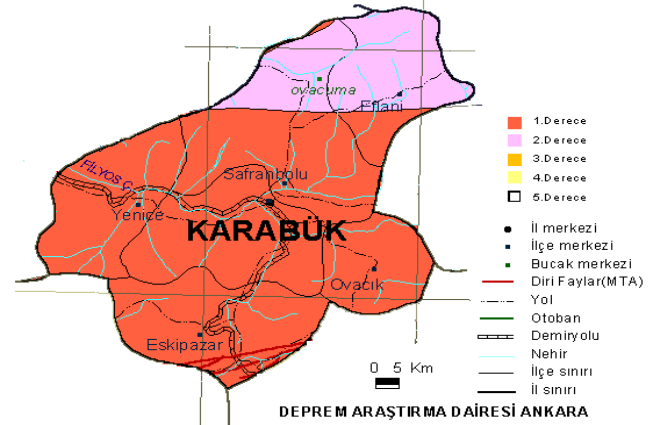 ovacuma
Eflani
Safranbolu
FİLYOS Ç.
Yenice
KARABÜK
Ovacık
Eskipazar
0 5 Km
1.Derece
2.Derece
3.Derece
4.Derece
5.Derece
İl merkezi
İlçe merkezi
Bucak merkezi
Diri Faylar(MTA)
Yol
Otoban
Demiryolu
Nehir
İlçe sınırı
İl sınırı
DEPREM ARAŞTIRMA DAİRESİ ANKARA